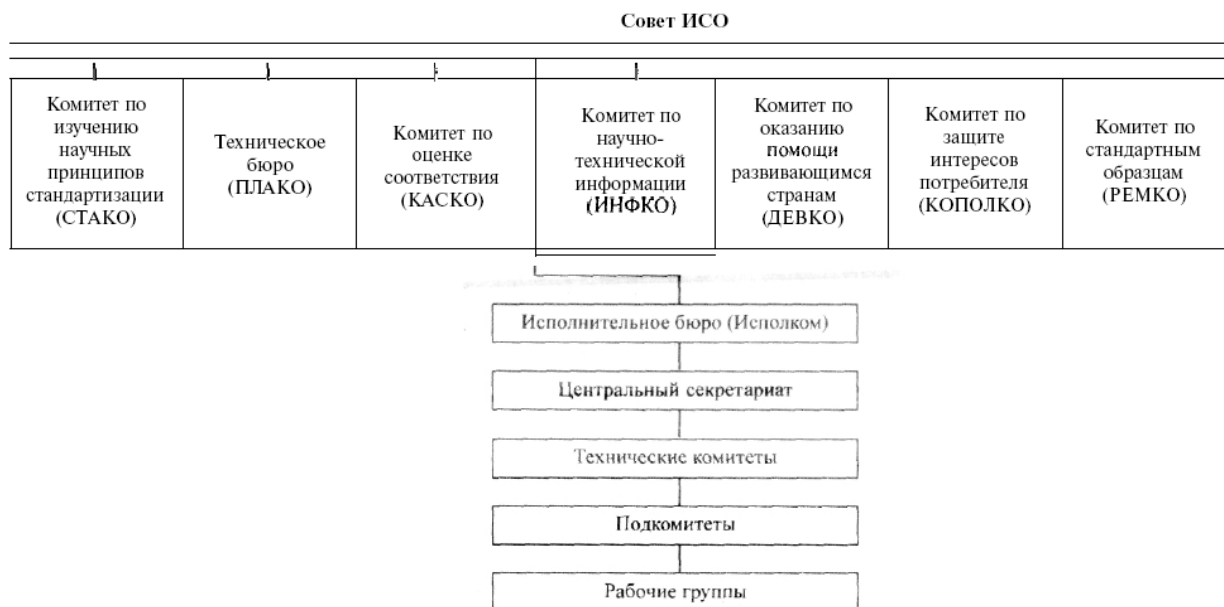 Совет ИСО
Комитет по
изучению
научных
принципов
стандартизации
(СТАКО)
Техническое
бюро
(ПЛАКО)
Комитет по
оценке
соответствия
(КАСКО)
Комитет по
научно-
технической
информации
(ИНФКО)
Комитет по
оказанию
помощи
развивающимся
странам
(ДЕВКО)
Комитет по
защите
интересов
потребителя
(КОПОЛКО)
Комитет по
стандартным
образцам
(РЕМКО)
Исполнительное бюро (Исполком)
Центральный секретариат
Технические комитеты
Подкомитеты
Рабочие группы